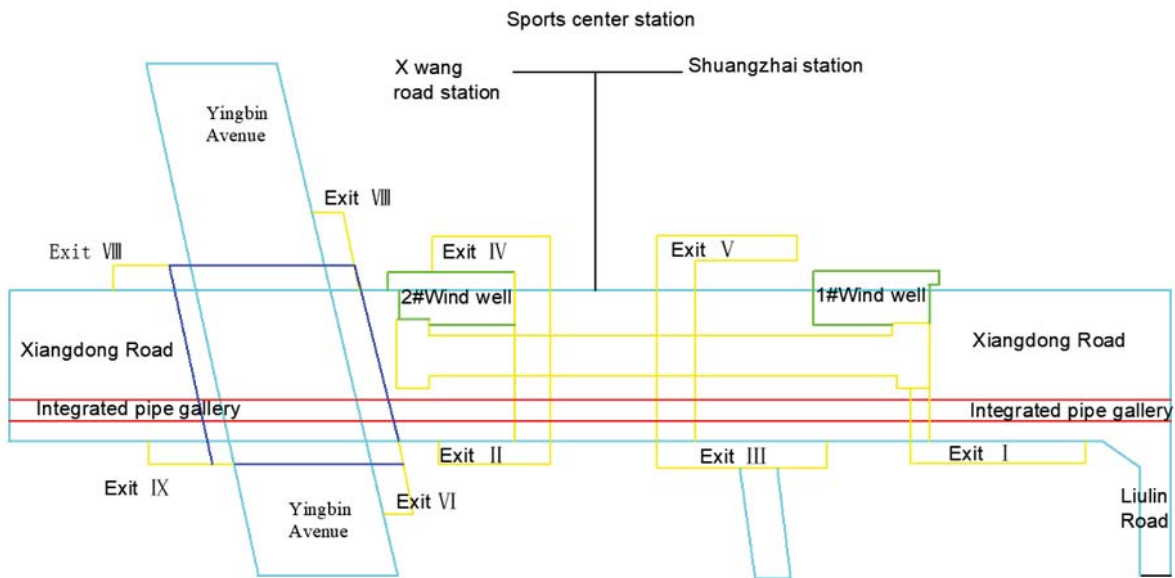 Sports center station
X wang
road station
Shuangzhai station
Yingbin
Avenue
Exit Ⅷ
Exit Ⅷ
Exit Ⅳ
Exit Ⅴ
2#Wind well
1#Wind well
Xiangdong Road
Xiangdong Road
Integrated pipe gallery
Integrated pipe gallery
Exit Ⅱ
Exit Ⅲ
Exit Ⅰ
Exit Ⅸ
Exit Ⅵ
Yingbin
Avenue
Liulin
Road